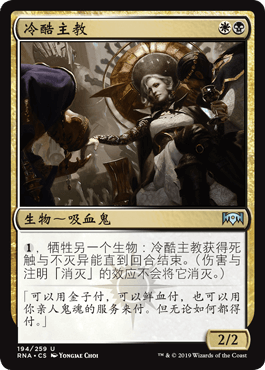 冷酷主教
生物～吸血鬼
1，牺牲另一个生物：冷酷主教获得死
触与不灭异能直到回合结束。（伤害与
注明「消灭」的效应不会将它消灭。）
「可以用金子付，可以鲜血付，也可以用
你亲人鬼魂的服务来付。但无论如何都得
付。」
2/2
194/259 U
RNA • CS YONGJAE CHOI
™ & © 2019 Wizards of the Coast